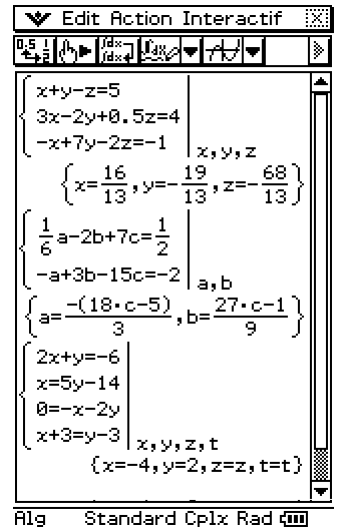 Edit Action Interactif
x+y-z=5
3x-2y+0.5z=4
-x+7y-2z=-1 | x,y,z
{x=16/13, y=-19/13, z=-68/13}
1/6a-2b+7c=1/2
-a+3b-15c=-2 | a,b
{a=-(18·c-5)/3, b=27·c-1/9}
2x+y=-6
x=5y-14
0=-x-2y
x+3=y-3 | x,y,z,t
{x=-4,y=2,z=z,t=t}
Alg Standard Cplx Rad